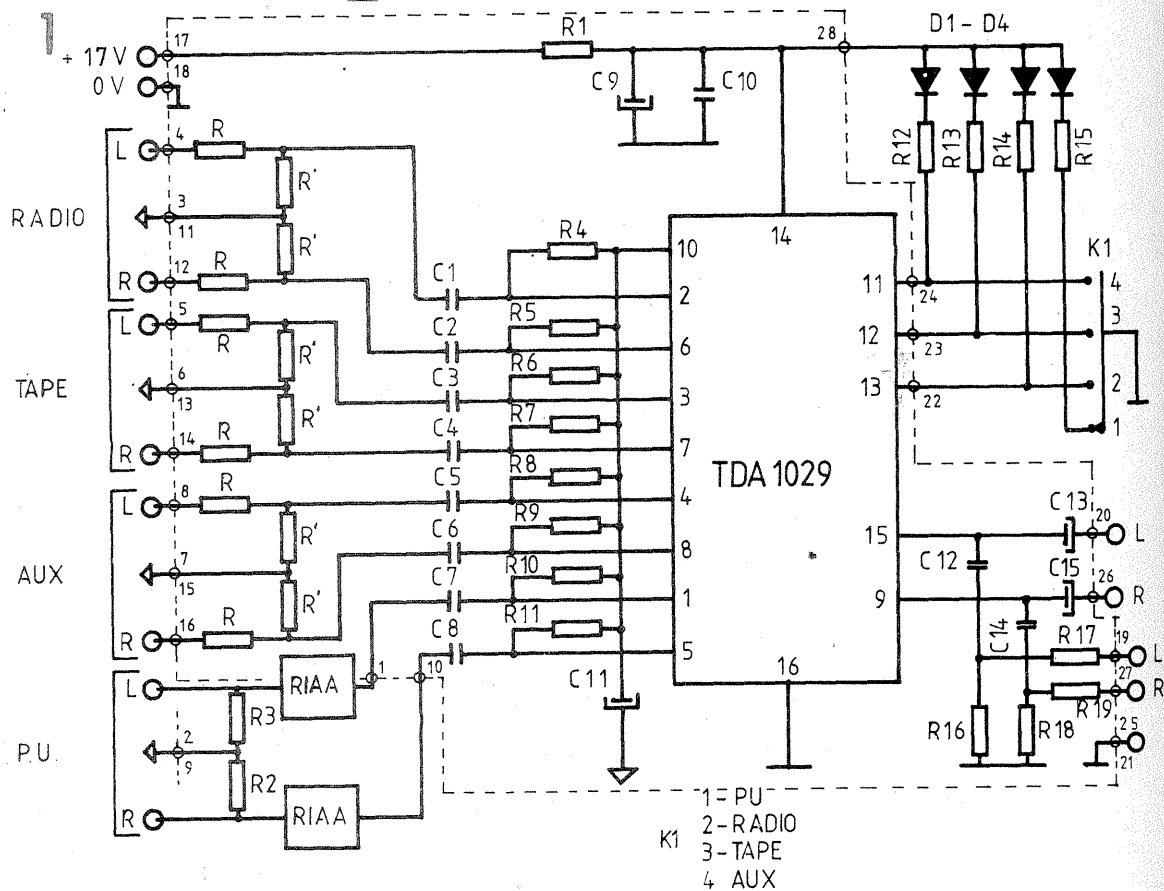 1
D1 - D4
17
+ 17 V
R1
28
18
0 V
C9
C10
R12
R13
R14
R15
4
L
R
R'
RADIO
3
11
R'
12
R
R
R4
10
14
K1
C1
2
11
24
4
5
L
R
R5
C2
6
12
23
3
R'
R6
C3
3
13
22
2
TAPE
6
13
R'
R7
C4
7
1
14
R
R
R8
C5
4
TDA1029
8
L
R
R9
C6
8
15
C13
20
L
R'
C12
AUX
7
15
R10
C7
1
9
C15
26
R
R'
16
R
R
R11
C8
5
C14
R17
19
L
L
RIAA
1
10
C11
16
27
R3
R19
R
P.U.
2
9
R16
R18
25
21
R2
R
RIAA
K1
1 = PU
2 - RADIO
3 - TAPE
4 AUX